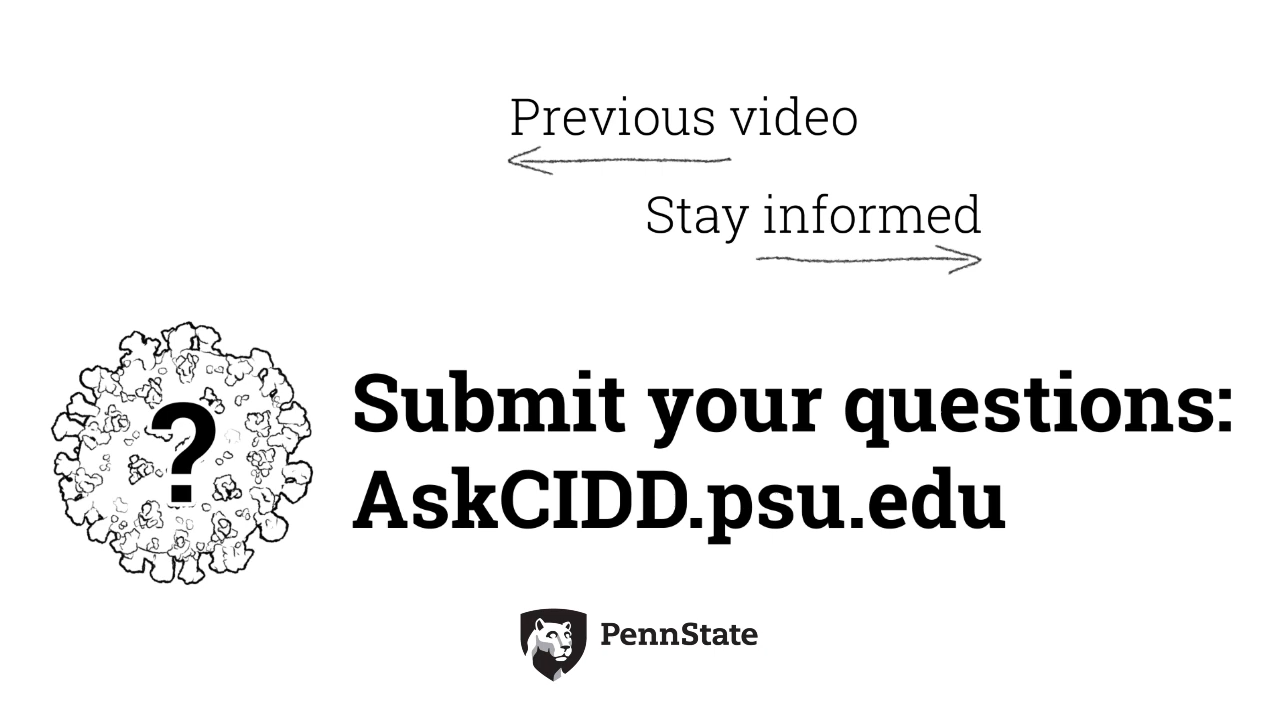 Previous video
Stay informed
?
Submit your questions:
AskCIDD.psu.edu
PennState